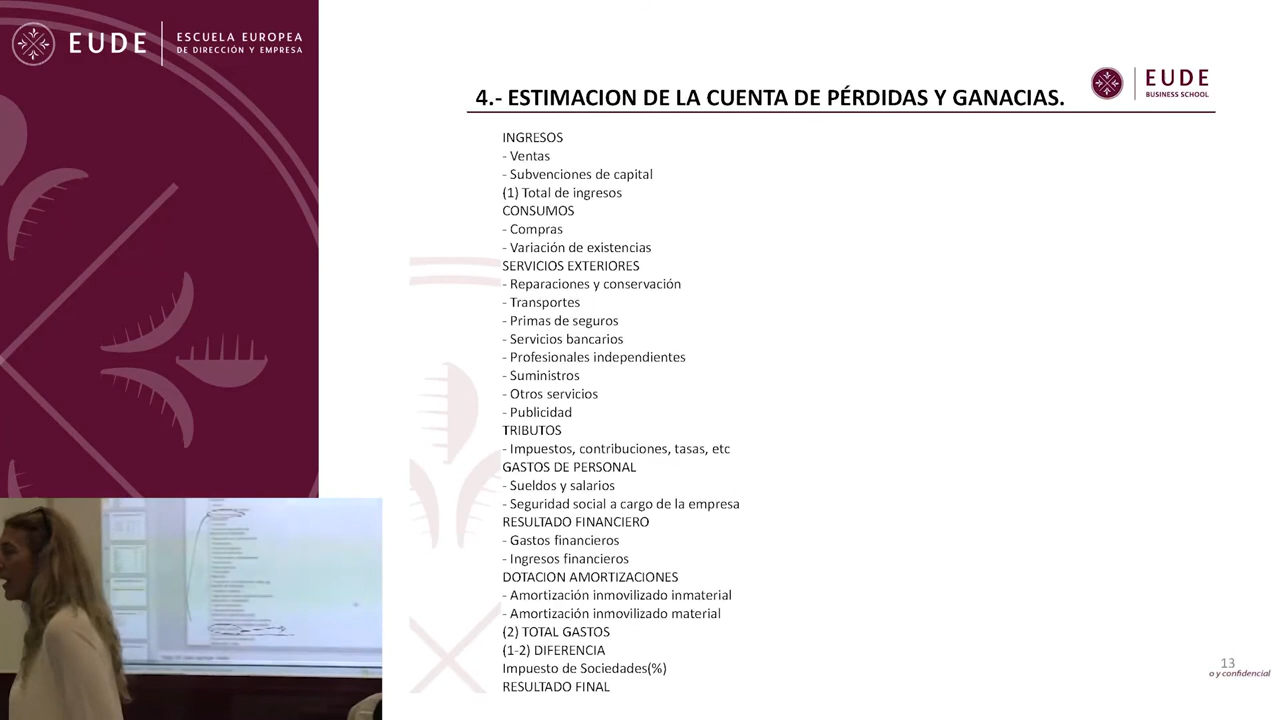 EUDE
ESCUELA EUROPEA
DE DIRECCIÓN Y EMPRESA
EUDE
BUSINESS SCHOOL
4.- ESTIMACION DE LA CUENTA DE PÉRDIDAS Y GANACIAS.
INGRESOS
- Ventas
- Subvenciones de capital
(1) Total de ingresos
CONSUMOS
- Compras
- Variación de existencias
SERVICIOS EXTERIORES
- Reparaciones y conservación
- Transportes
- Primas de seguros
- Servicios bancarios
- Profesionales independientes
- Suministros
- Otros servicios
- Publicidad
TRIBUTOS
- Impuestos, contribuciones, tasas, etc
GASTOS DE PERSONAL
- Sueldos y salarios
- Seguridad social a cargo de la empresa
RESULTADO FINANCIERO
- Gastos financieros
- Ingresos financieros
DOTACION AMORTIZACIONES
- Amortización inmovilizado inmaterial
- Amortización inmovilizado material
(2) TOTAL GASTOS
(1-2) DIFERENCIA
Impuesto de Sociedades(%)
RESULTADO FINAL
13
o y confidencial